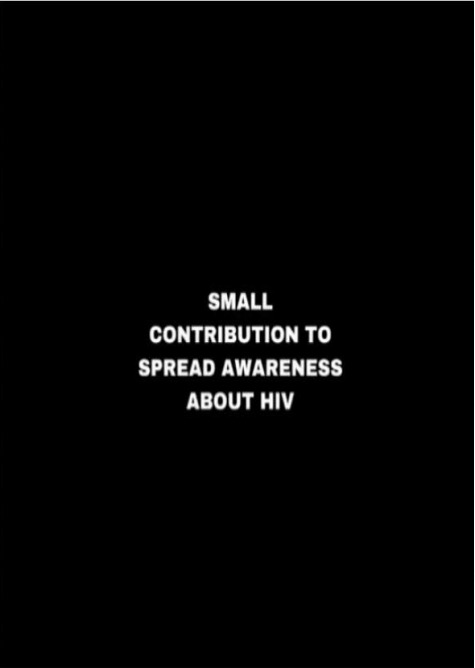 SMALL
CONTRIBUTION TO
SPREAD AWARENESS
ABOUT HIV